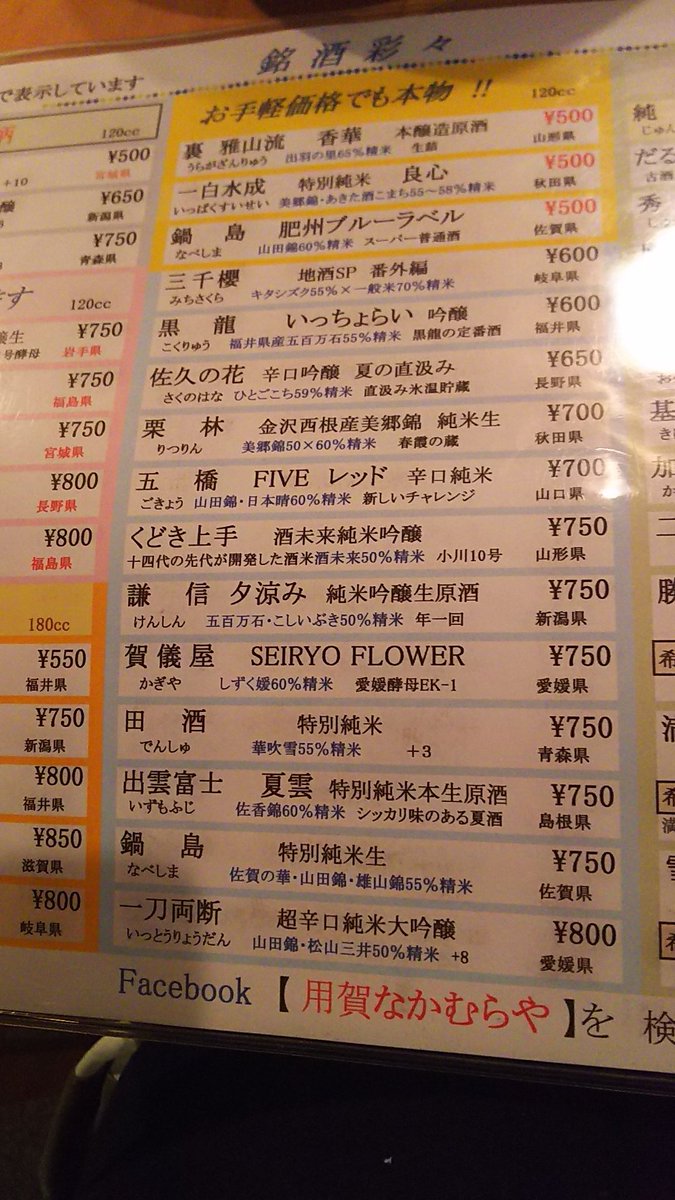 銘酒彩々
で表示しています
120cc
¥500
+10
宮城県
¥650
新潟県
¥750
青森県
120cc
¥750
号酵母
岩手県
¥750
福島県
¥750
宮城県
¥800
長野県
¥800
福島県
180cc
¥550
福井県
¥750
新潟県
¥800
福井県
¥850
滋賀県
¥800
岐阜県
お手軽価格でも本物 !! 120cc
裏 雅山流 香華 本醸造原酒 ¥500
うらがざんりゅう 出羽の里65%精米 生詰 山形県
一白水成 特別純米 良心 ¥500
いっぱくすいせい 美郷錦・あきた酒こまち55~58%精米 秋田県
鍋島 肥州ブルーラベル ¥500
なべしま 山田錦60%精米 スーパー普通酒 佐賀県
三千櫻 地酒SP 番外編 ¥600
みちさくら キタシズク55%×一般米70%精米 岐阜県
黒龍 いっちょらい 吟醸 ¥600
こくりゅう 福井県産五百万石55%精米 黒龍の定番酒 福井県
佐久の花 辛口吟醸 夏の直汲み ¥650
さくのはな ひとごこち59%精米 直汲み氷温貯蔵 長野県
栗林 金沢西根産美郷錦 純米生 ¥700
りつりん 美郷錦50×60%精米 春霞の蔵 秋田県
五橋 FIVE レッド 辛口純米 ¥700
ごきょう 山田錦・日本晴60%精米 新しいチャレンジ 山口県
くどき上手 酒未来純米吟醸 ¥750
十四代の先代が開発した酒米酒未来50%精米 小川10号 山形県
謙信 夕涼み 純米吟醸生原酒 ¥750
けんしん 五百万石・こしいぶき50%精米 年一回 新潟県
賀儀屋 SEIRYO FLOWER ¥750
かぎや しずく媛60%精米 愛媛酵母EK-1 愛媛県
田酒 特別純米 ¥750
でんしゅ 華吹雪55%精米 +3 青森県
出雲富士 夏雲 特別純米本生原酒 ¥750
いずもふじ 佐香錦60%精米 シッカリ味のある夏酒 島根県
鍋島 特別純米生 ¥750
なべしま 佐賀の華・山田錦・雄山錦55%精米 佐賀県
一刀両断 超辛口純米大吟醸 ¥800
いっとうりょうだん 山田錦・松山三井50%精米 +8 愛媛県
純
じゅん
だる
古酒
秀
Facebook 【用賀なかむらや】を 検